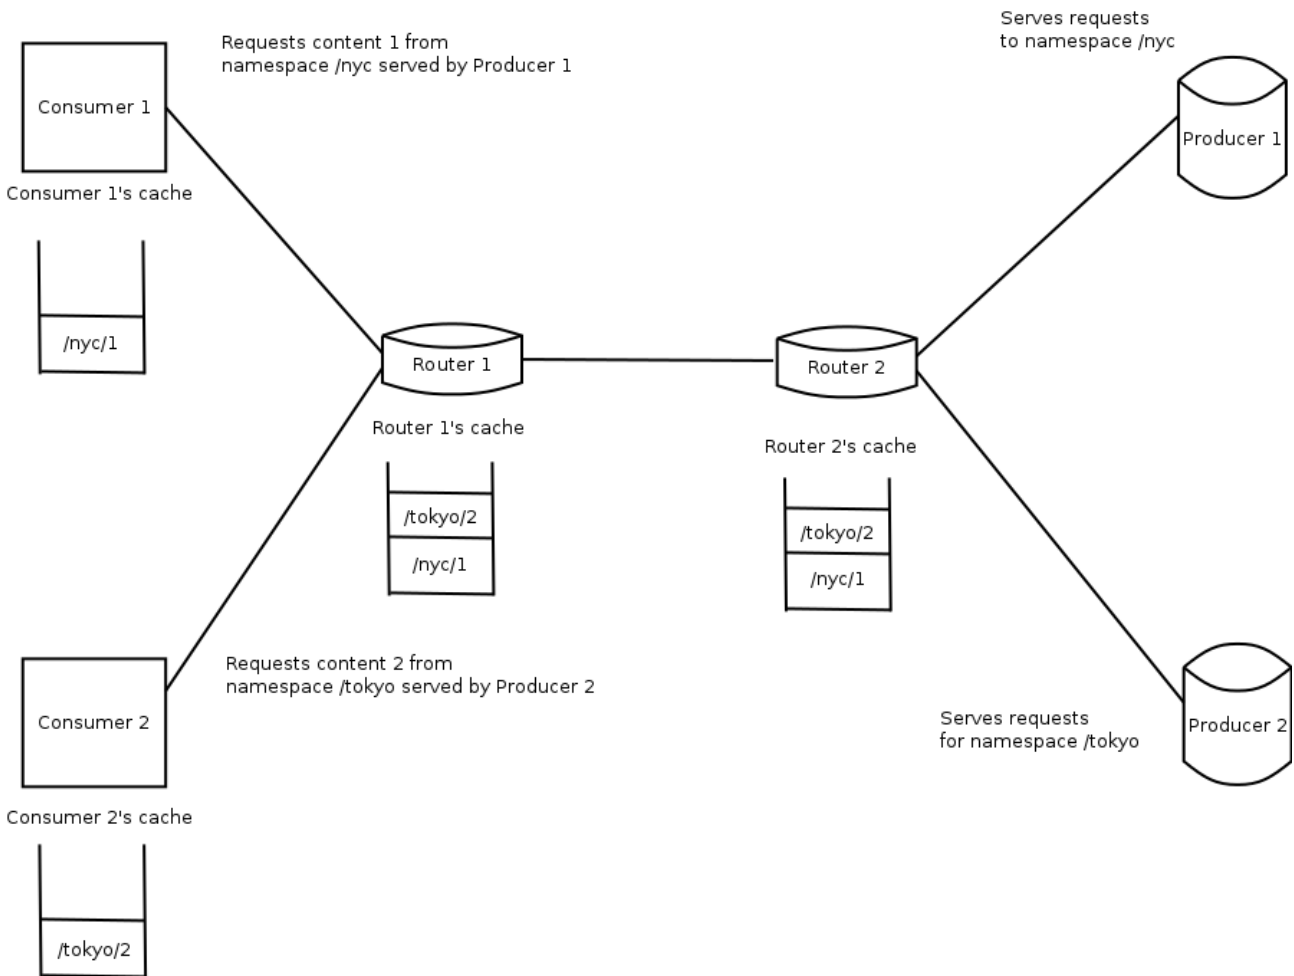 Requests content 1 from
namespace /nyc served by Producer 1
Serves requests
to namespace /nyc
Consumer 1
Producer 1
Consumer 1's cache
/nyc/1
Router 1
Router 2
Router 1's cache
Router 2's cache
/tokyo/2
/nyc/1
/tokyo/2
/nyc/1
Requests content 2 from
namespace /tokyo served by Producer 2
Consumer 2
Serves requests
for namespace /tokyo
Producer 2
Consumer 2's cache
/tokyo/2